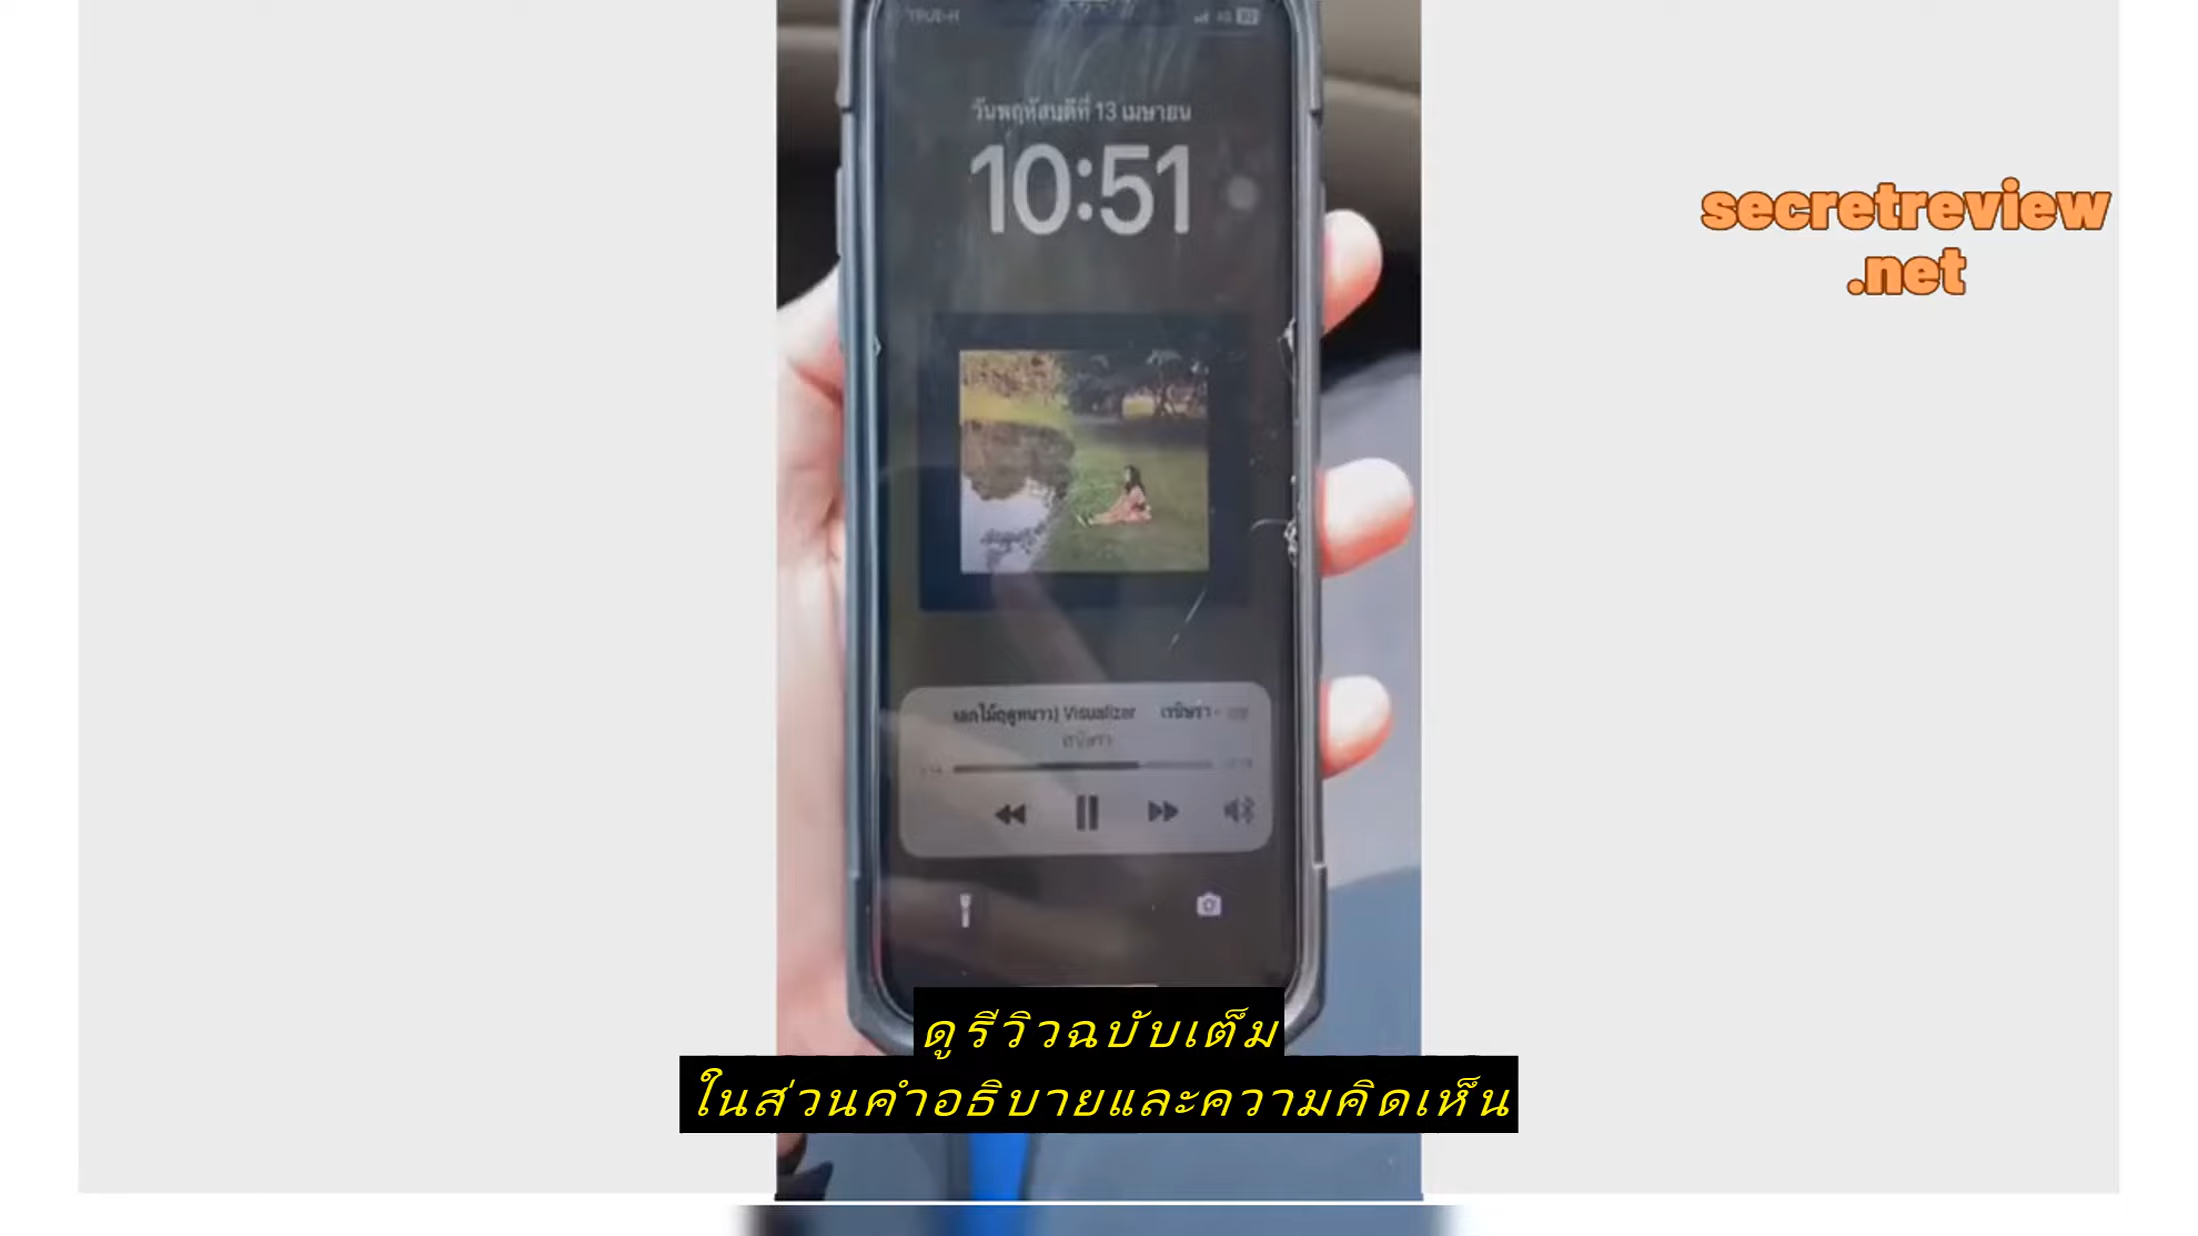 TRUE-H
4G
วันพฤหัสบดีที่ 13 เมษายน
10:51
secretreview
.net
Visualizer
ดูรีวิวฉบับเต็ม
ในส่วนคำอธิบายและความคิดเห็น